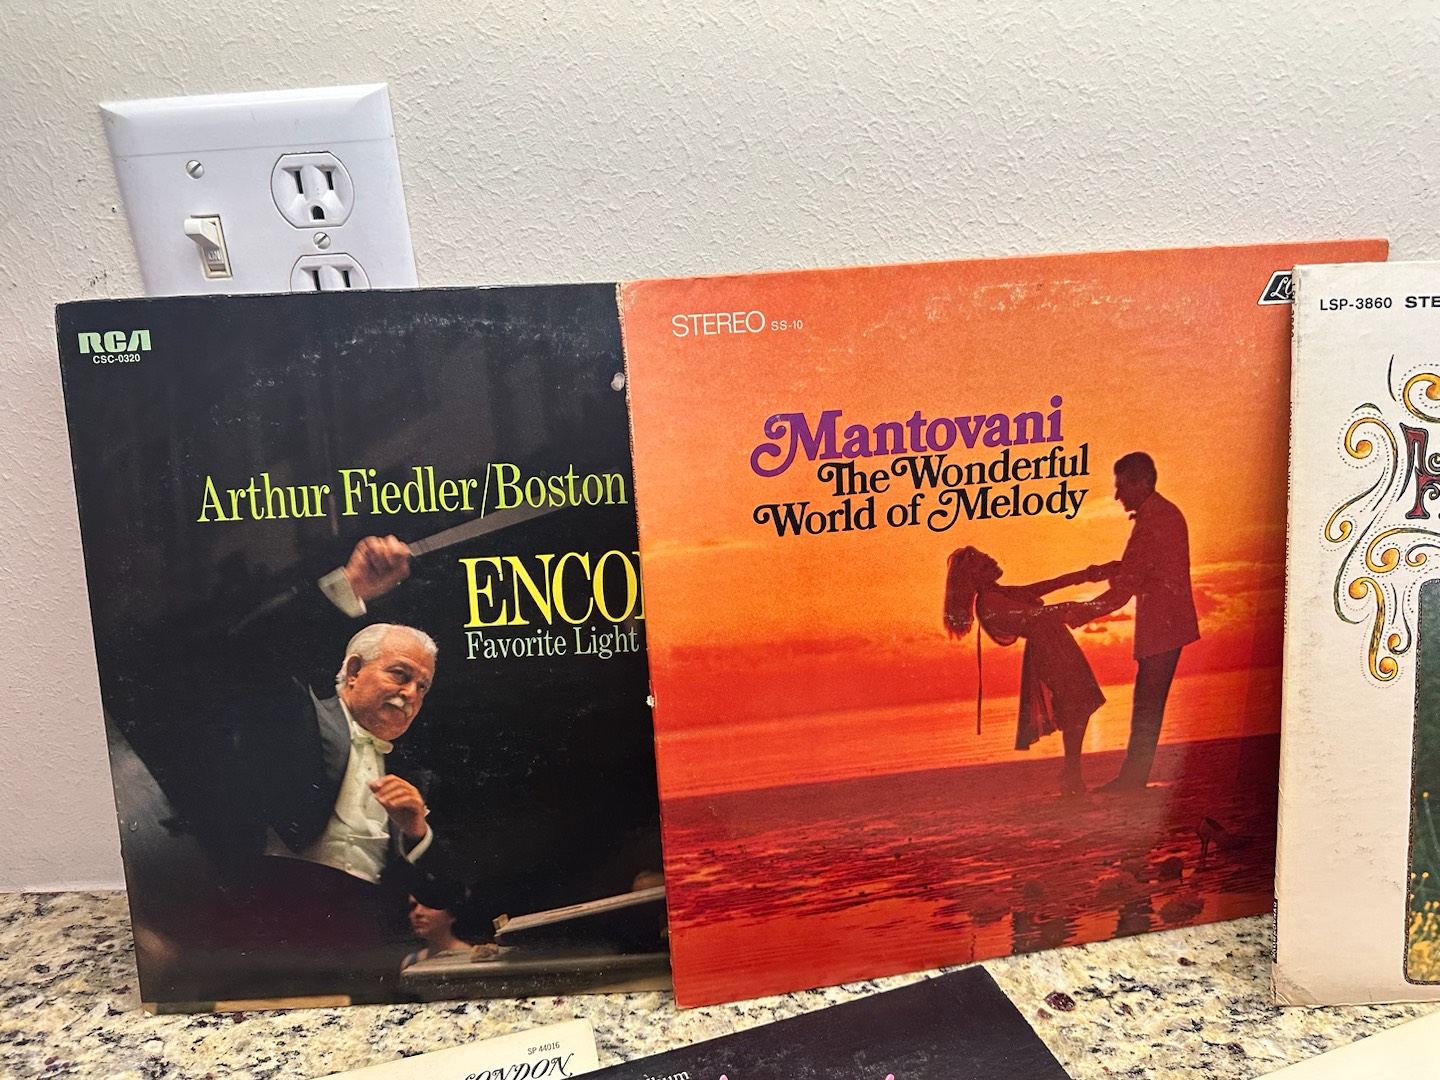 RCA
CSC-0320
Arthur Fiedler/Boston
ENCO
Favorite Light
STEREO SS-10
Mantovani
The Wonderful
World of Melody
LSP-3860 STE
SP 44016
LONDON
ON